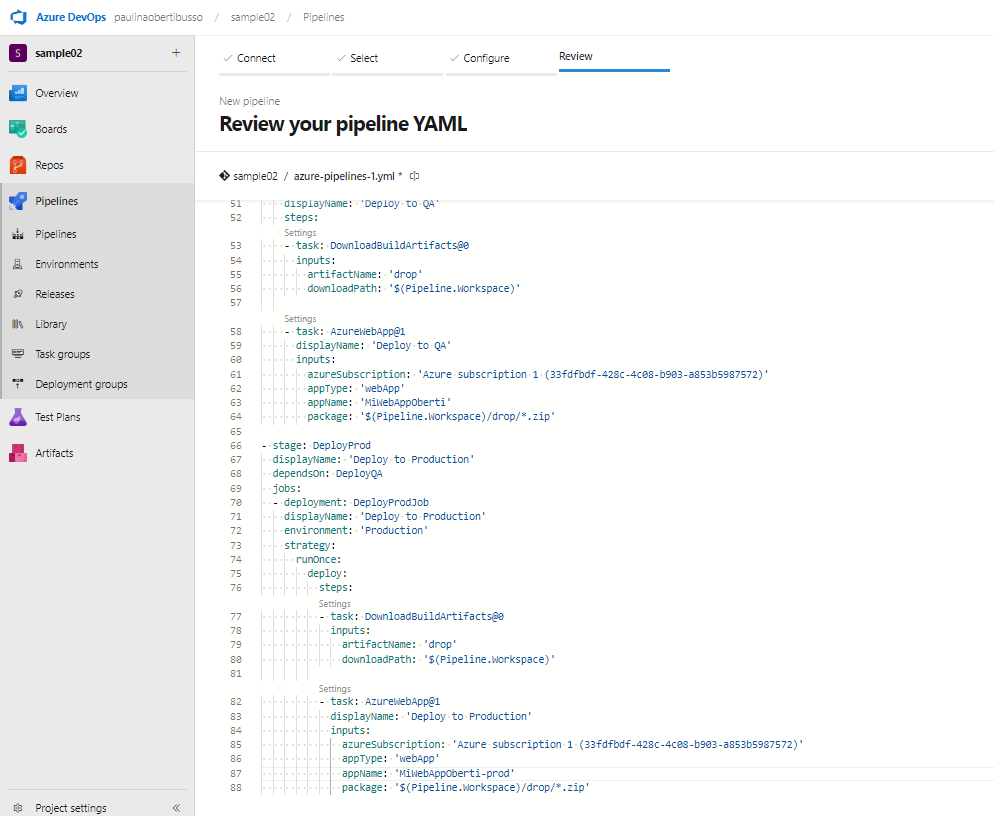 Azure DevOps paulinaobertibusso / sample02 / Pipelines
S sample02 +
Overview
Boards
Repos
Pipelines
Pipelines
Environments
Releases
Library
Task groups
Deployment groups
Test Plans
Artifacts
Project settings
Connect Select Configure Review
New pipeline
Review your pipeline YAML
sample02 / azure-pipelines-1.yml *
51 displayName: 'Deploy to QA'
52 steps:
Settings
53 - task: DownloadBuildArtifacts@0
54 inputs:
55 artifactName: 'drop'
56 downloadPath: '$(Pipeline.Workspace)'
57
Settings
58 - task: AzureWebApp@1
59 displayName: 'Deploy to QA'
60 inputs:
61 azureSubscription: 'Azure subscription 1 (33fdfbdf-428c-4c08-b903-a853b5987572)'
62 appType: 'webApp'
63 appName: 'MiWebAppOberti'
64 package: '$(Pipeline.Workspace)/drop/*.zip'
65
66 - stage: DeployProd
67 displayName: 'Deploy to Production'
68 dependsOn: DeployQA
69 jobs:
70 - deployment: DeployProdJob
71 displayName: 'Deploy to Production'
72 environment: 'Production'
73 strategy:
74 runOnce:
75 deploy:
76 steps:
Settings
77 - task: DownloadBuildArtifacts@0
78 inputs:
79 artifactName: 'drop'
80 downloadPath: '$(Pipeline.Workspace)'
81
Settings
82 - task: AzureWebApp@1
83 displayName: 'Deploy to Production'
84 inputs:
85 azureSubscription: 'Azure subscription 1 (33fdfbdf-428c-4c08-b903-a853b5987572)'
86 appType: 'webApp'
87 appName: 'MiWebAppOberti-prod'
88 package: '$(Pipeline.Workspace)/drop/*.zip'